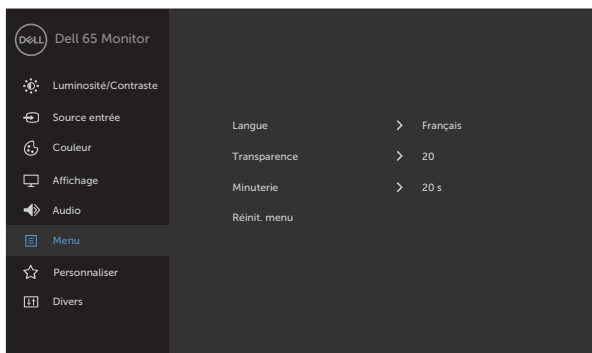 DELL Dell 65 Monitor
Luminosité/Contraste
Source entrée
Couleur
Affichage
Audio
Menu
Personnaliser
Divers
Langue Français
Transparence 20
Minuterie 20 s
Réinit. menu